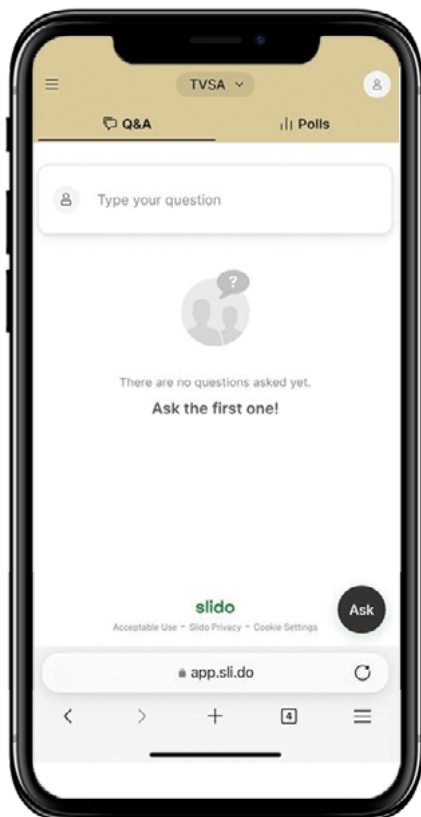 TVSA
Q&A
Polls
Type your question
?
There are no questions asked yet.
Ask the first one!
slido
Ask
Acceptable Use - Slido Privacy - Cookie Settings
app.sli.do
4